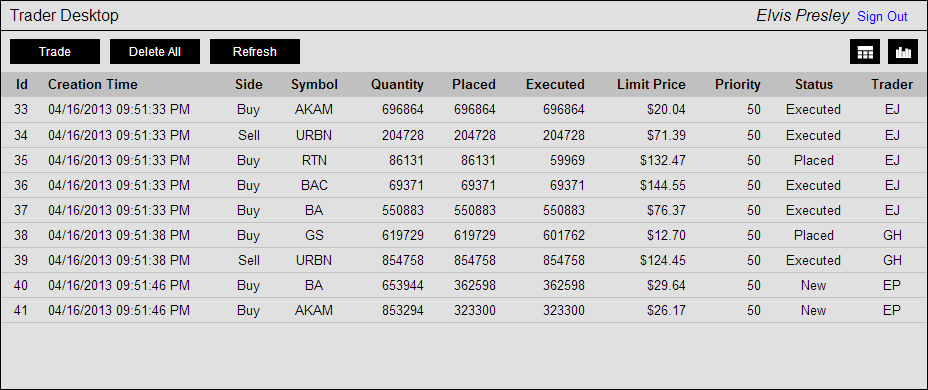 Trader Desktop Elvis Presley Sign Out
Trade Delete All Refresh
Id Creation Time Side Symbol Quantity Placed Executed Limit Price Priority Status Trader
33 04/16/2013 09:51:33 PM Buy AKAM 696864 696864 696864 $20.04 50 Executed EJ
34 04/16/2013 09:51:33 PM Sell URBN 204728 204728 204728 $71.39 50 Executed EJ
35 04/16/2013 09:51:33 PM Buy RTN 86131 86131 59969 $132.47 50 Placed EJ
36 04/16/2013 09:51:33 PM Buy BAC 69371 69371 69371 $144.55 50 Executed EJ
37 04/16/2013 09:51:33 PM Buy BA 550883 550883 550883 $76.37 50 Executed EJ
38 04/16/2013 09:51:38 PM Buy GS 619729 619729 601762 $12.70 50 Placed GH
39 04/16/2013 09:51:38 PM Sell URBN 854758 854758 854758 $124.45 50 Executed GH
40 04/16/2013 09:51:46 PM Buy BA 653944 362598 362598 $29.64 50 New EP
41 04/16/2013 09:51:46 PM Buy AKAM 853294 323300 323300 $26.17 50 New EP